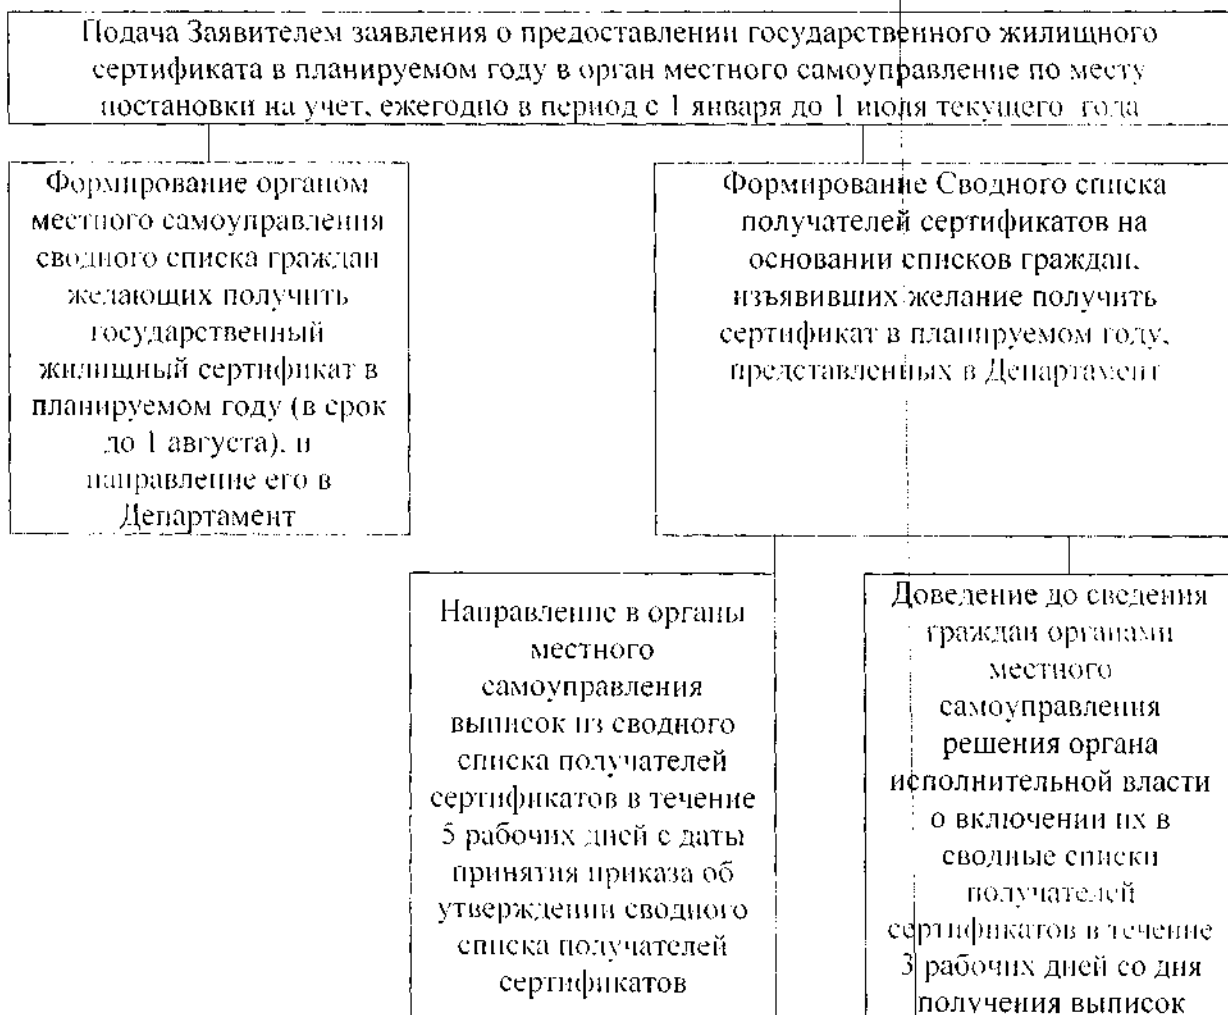 Подача Заявителем заявления о предоставлении государственного жилищного
сертификата в планируемом году в орган местного самоуправление по месту
постановки на учет, ежегодно в период с 1 января до 1 июля текущего года
Формирование органом
местного самоуправления
сводного списка граждан
желающих получить
государственный
жилищный сертификат в
планируемом году (в срок
до 1 августа), и
направление его в
Департамент
Формирование Сводного списка
получателей сертификатов на
основании списков граждан,
изъявивших желание получить
сертификат в планируемом году,
представленных в Департамент
Направление в органы
местного
самоуправления
выписок из сводного
списка получателей
сертификатов в течение
5 рабочих дней с даты
принятия приказа об
утверждении сводного
списка получателей
сертификатов
Доведение до сведения
граждан органами
местного
самоуправления
решения органа
исполнительной власти
о включении их в
сводные списки
получателей
сертификатов в течение
3 рабочих дней со дня
получения выписок